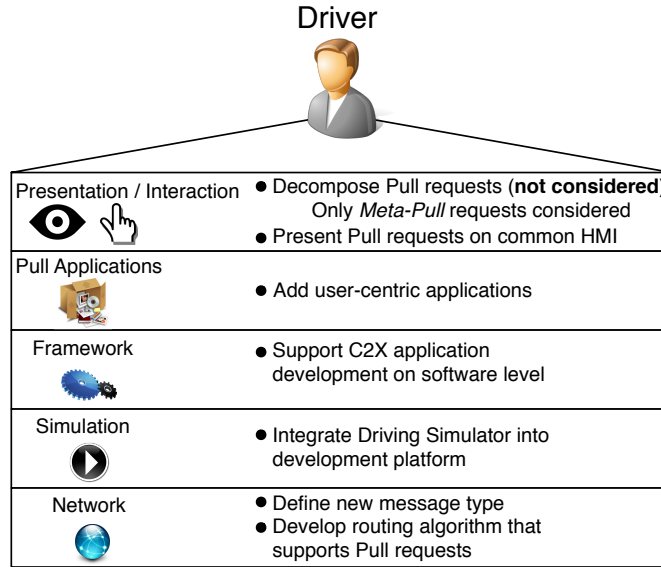 Driver
Presentation / Interaction
● Decompose Pull requests (not considered)
Only Meta-Pull requests considered
● Present Pull requests on common HMI
Pull Applications
● Add user-centric applications
Framework
● Support C2X application
development on software level
Simulation
● Integrate Driving Simulator into
development platform
Network
● Define new message type
● Develop routing algorithm that
supports Pull requests